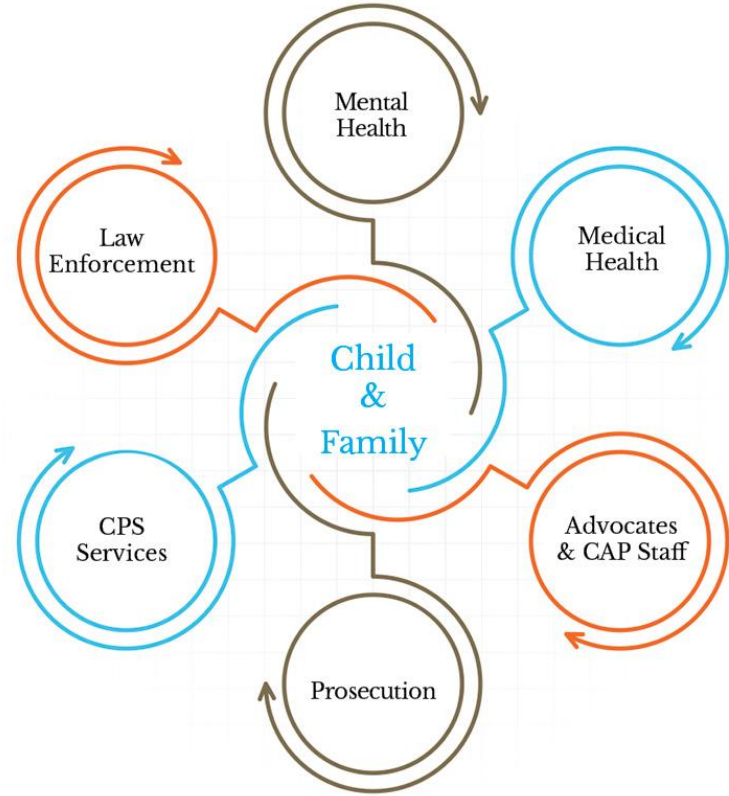 Mental
Health
Law
Enforcement
Medical
Health
Child
&
Family
CPS
Services
Advocates
& CAP Staff
Prosecution